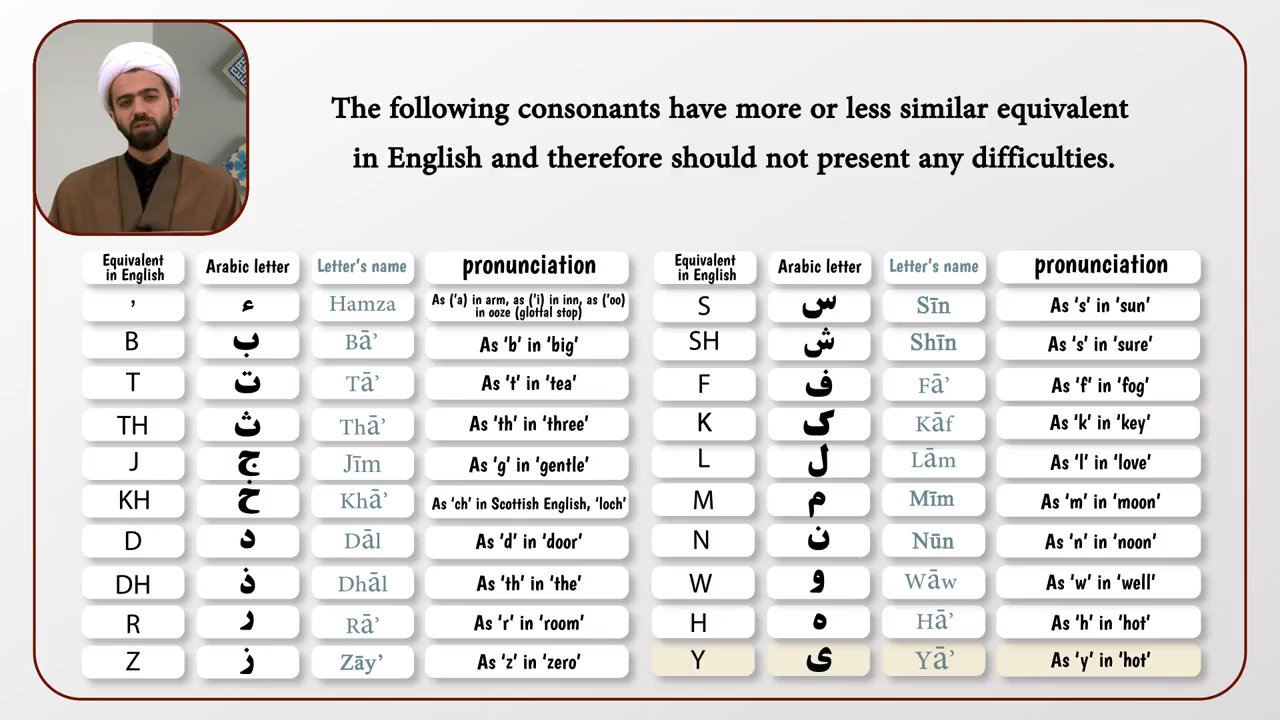 The following consonants have more or less similar equivalent
in English and therefore should not present any difficulties.
Equivalent in English Arabic letter Letter's name pronunciation
’ ء Hamza As ('a) in arm, as ('i) in inn, as ('oo) in ooze (glottal stop)
B ب Bā’ As ‘b’ in ‘big’
T ت Tā’ As ‘t’ in ‘tea’
TH ث Thā’ As ‘th’ in ‘three’
J ج Jīm As ‘g’ in ‘gentle’
KH خ Khā’ As ‘ch’ in Scottish English, ‘loch’
D د Dāl As ‘d’ in ‘door’
DH ذ Dhāl As ‘th’ in ‘the’
R ر Rā’ As ‘r’ in ‘room’
Z ز Zāy’ As ‘z’ in ‘zero’
Equivalent in English Arabic letter Letter's name pronunciation
S س Sīn As ‘s’ in ‘sun’
SH ش Shīn As ‘s’ in ‘sure’
F ف Fā’ As ‘f’ in ‘fog’
K ک Kāf As ‘k’ in ‘key’
L ل Lām As ‘l’ in ‘love’
M م Mīm As ‘m’ in ‘moon’
N ن Nūn As ‘n’ in ‘noon’
W و Wāw As ‘w’ in ‘well’
H ه Hā’ As ‘h’ in ‘hot’
Y ی Yā’ As ‘y’ in ‘hot’